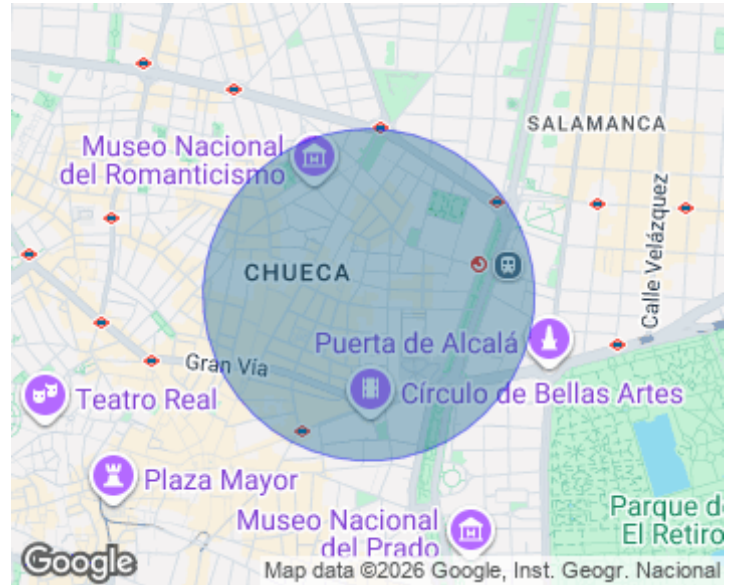 SALAMANCA
Museo Nacional
del Romanticismo
Calle Velázquez
CHUECA
Puerta de Alcalá
Gran Vía
Teatro Real
Círculo de Bellas Artes
Plaza Mayor
Parque d
El Retiro
Museo Nacional
del Prado
Google
Map data ©2026 Google, Inst. Geogr. Nacional